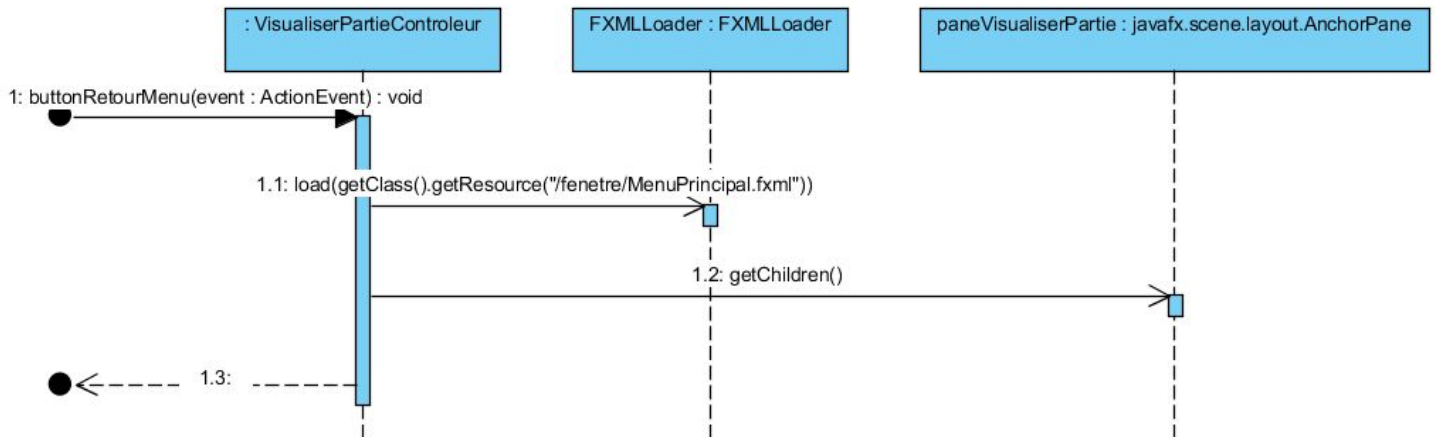 : VisualiserPartieControleur
FXMLLoader : FXMLLoader
paneVisualiserPartie : javafx.scene.layout.AnchorPane
1: buttonRetourMenu(event : ActionEvent) : void
1.1: load(getClass().getResource("/fenetre/MenuPrincipal.fxml"))
1.2: getChildren()
1.3: